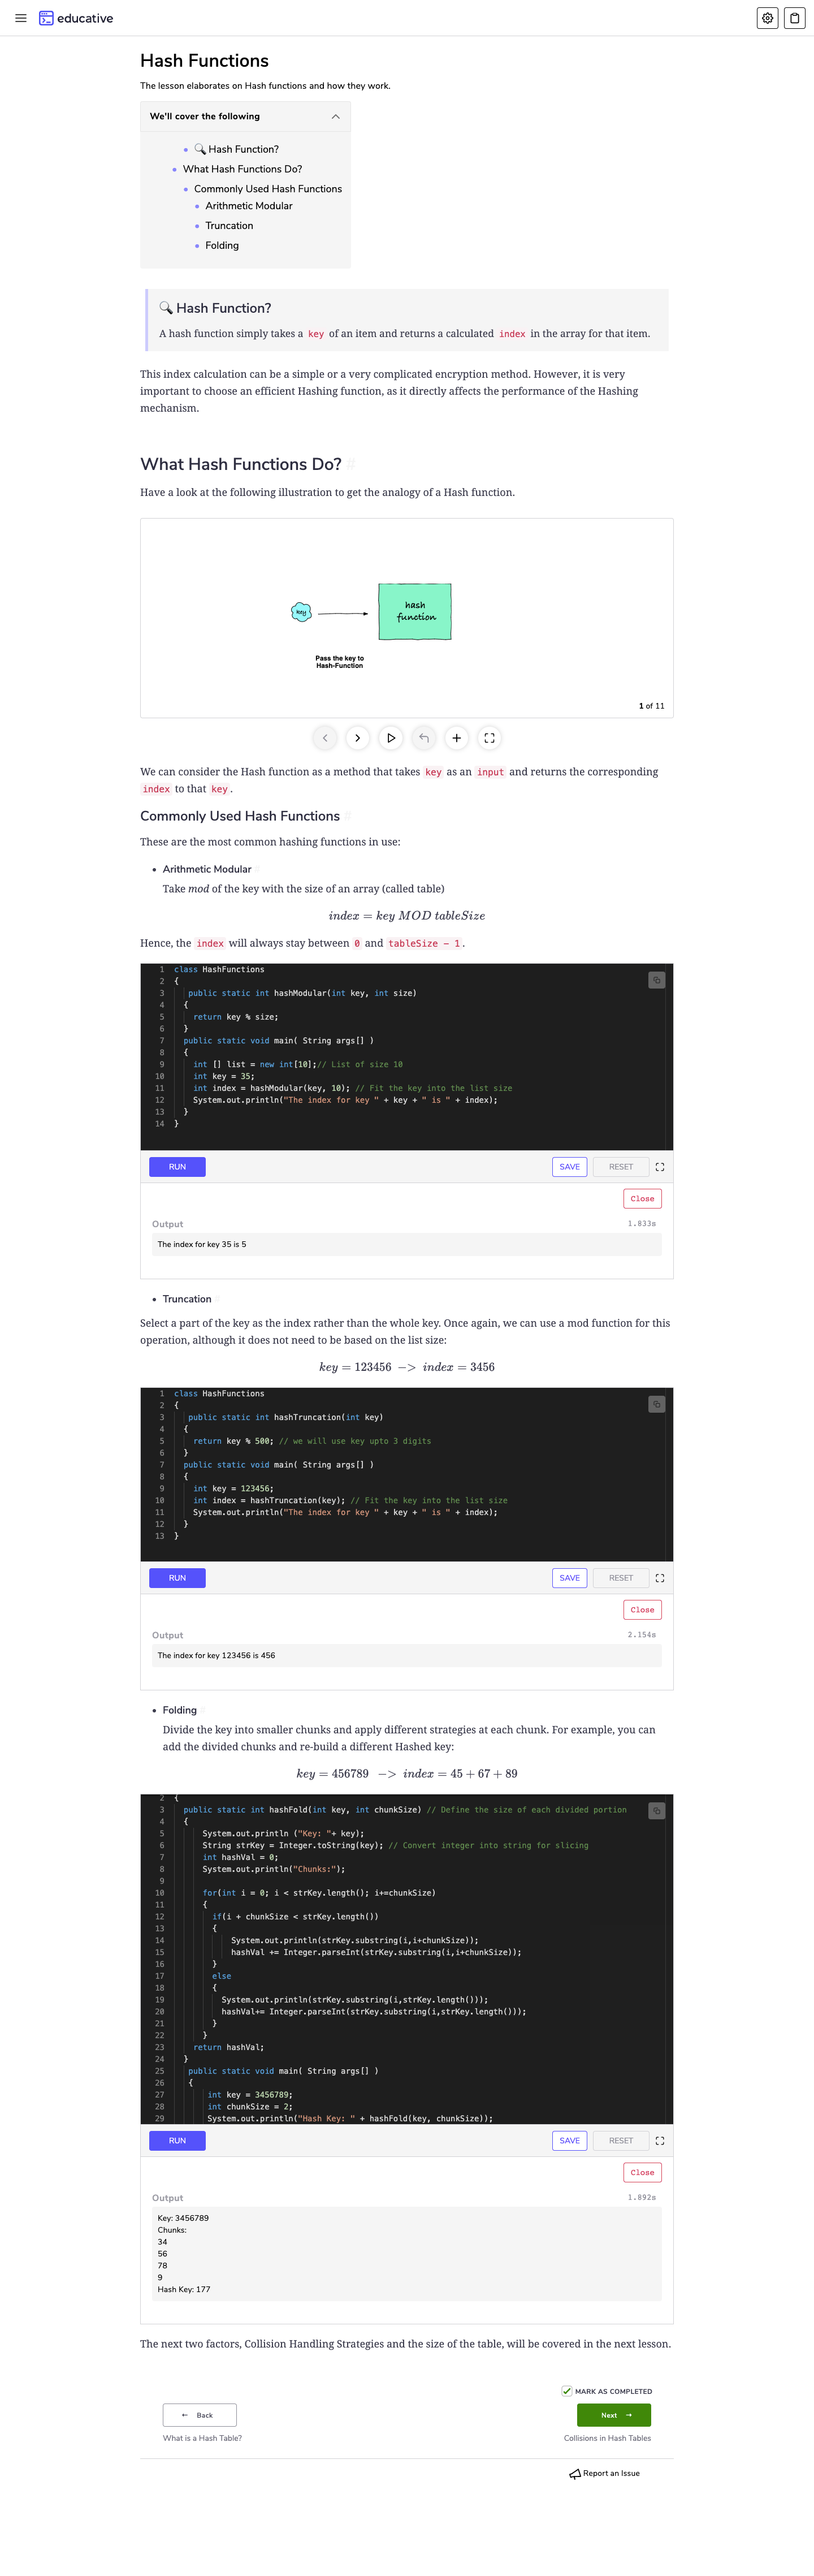 educative
Hash Functions
The lesson elaborates on Hash functions and how they work.
We'll cover the following
Hash Function?
What Hash Functions Do?
Commonly Used Hash Functions
Arithmetic Modular
Truncation
Folding
Hash Function?
A hash function simply takes a key of an item and returns a calculated index in the array for that item.
This index calculation can be a simple or a very complicated encryption method. However, it is very
important to choose an efficient Hashing function, as it directly affects the performance of the Hashing
mechanism.
What Hash Functions Do?
Have a look at the following illustration to get the analogy of a Hash function.
key
hash
function
Pass the key to
Hash-Function
1 of 11
We can consider the Hash function as a method that takes key as an input and returns the corresponding
index to that key.
Commonly Used Hash Functions
These are the most common hashing functions in use:
• Arithmetic Modular
Take mod of the key with the size of an array (called table)
index = key MOD tableSize
Hence, the index will always stay between 0 and tableSize - 1.
1 class HashFunctions
2 {
3 public static int hashModular(int key, int size)
4 {
5 return key % size;
6 }
7 public static void main( String args[] )
8 {
9 int [] list = new int[10];// List of size 10
10 int key = 35;
11 int index = hashModular(key, 10); // Fit the key into the list size
12 System.out.println("The index for key " + key + " is " + index);
13 }
14 }
RUN SAVE RESET
Close
Output 1.833s
The index for key 35 is 5
• Truncation
Select a part of the key as the index rather than the whole key. Once again, we can use a mod function for this
operation, although it does not need to be based on the list size:
key = 123456 −> index = 3456
1 class HashFunctions
2 {
3 public static int hashTruncation(int key)
4 {
5 return key % 500; // we will use key upto 3 digits
6 }
7 public static void main( String args[] )
8 {
9 int key = 123456;
10 int index = hashTruncation(key); // Fit the key into the list size
11 System.out.println("The index for key " + key + " is " + index);
12 }
13 }
RUN SAVE RESET
Close
Output 2.154s
The index for key 123456 is 456
• Folding
Divide the key into smaller chunks and apply different strategies at each chunk. For example, you can
add the divided chunks and re-build a different Hashed key:
key = 456789 −> index = 45 + 67 + 89
2 {
3 public static int hashFold(int key, int chunkSize) // Define the size of each divided portion
4 {
5 System.out.println ("Key: "+ key);
6 String strKey = Integer.toString(key); // Convert integer into string for slicing
7 int hashVal = 0;
8 System.out.println("Chunks:");
9
10 for(int i = 0; i < strKey.length(); i+=chunkSize)
11 {
12 if(i + chunkSize < strKey.length())
13 {
14 System.out.println(strKey.substring(i,i+chunkSize));
15 hashVal += Integer.parseInt(strKey.substring(i,i+chunkSize));
16 }
17 else
18 {
19 System.out.println(strKey.substring(i,strKey.length()));
20 hashVal+= Integer.parseInt(strKey.substring(i,strKey.length()));
21 }
22 }
23 return hashVal;
24 }
25 public static void main( String args[] )
26 {
27 int key = 3456789;
28 int chunkSize = 2;
29 System.out.println("Hash Key: " + hashFold(key, chunkSize));
RUN SAVE RESET
Close
Output 1.892s
Key: 3456789
Chunks:
34
56
78
9
Hash Key: 177
The next two factors, Collision Handling Strategies and the size of the table, will be covered in the next lesson.
MARK AS COMPLETED
← Back Next →
What is a Hash Table? Collisions in Hash Tables
Report an Issue